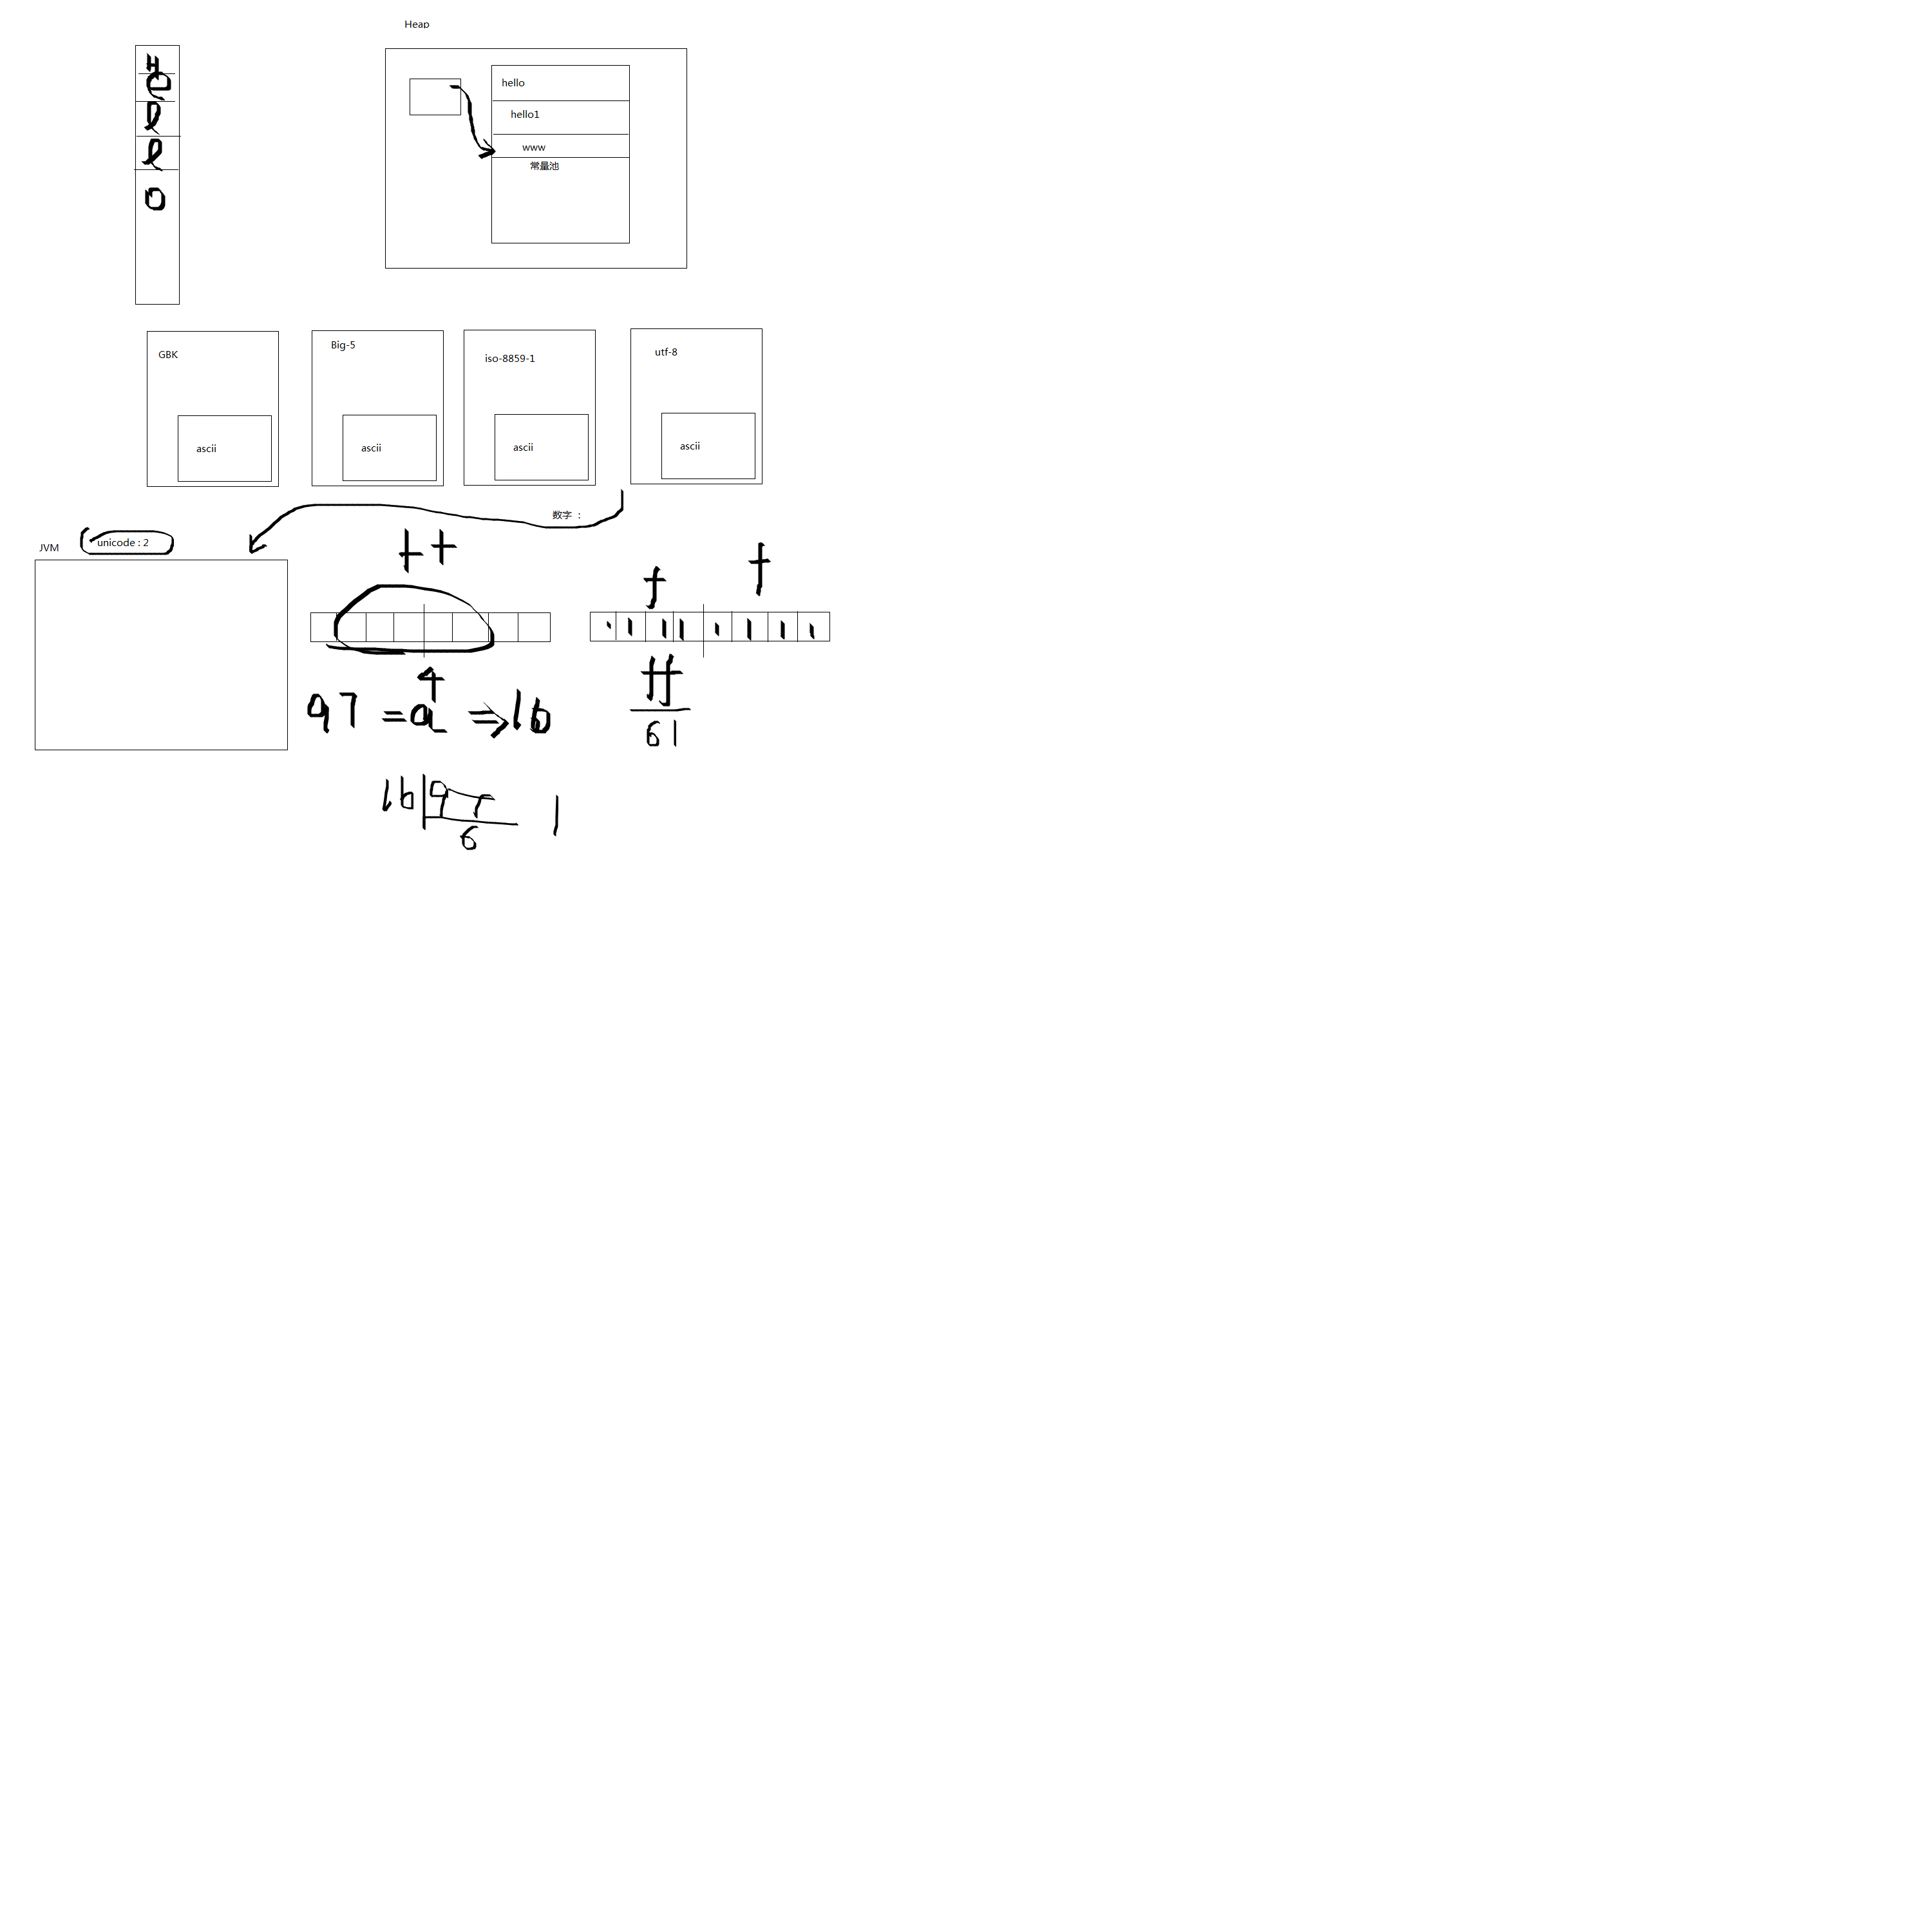 Heap
H
e
l
l
o
hello
hello1
www
常量池
GBK
Big-5
iso-8859-1
utf-8
ascii
ascii
ascii
ascii
数字 :
JVM
unicode : 2
f f
1 1 1 1 1 1 1 1
ff
61
97 = a => 16
16 97
6
1